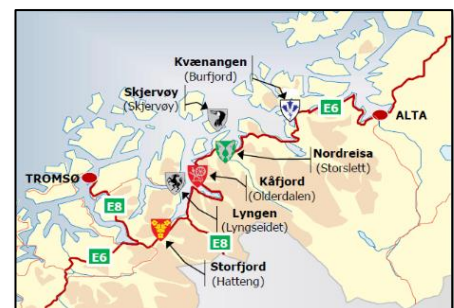 Kvænangen
(Burfjord)
Skjervøy
(Skjervøy)
E6
ALTA
Nordreisa
(Storslett)
TROMSØ
Kåfjord
(Olderdalen)
E8
Lyngen
(Lyngseidet)
E6
E8
Storfjord
(Hatteng)